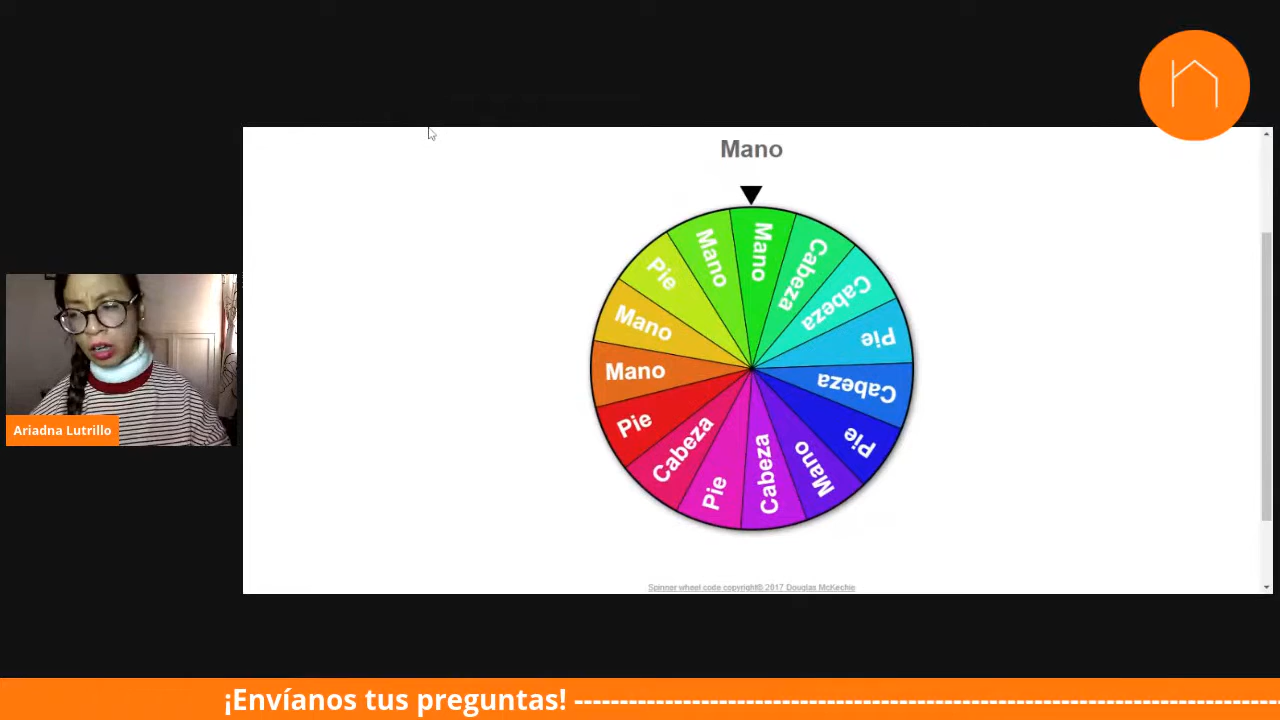 Mano
Mano
Cabeza
Cabeza
Pie
Cabeza
Pie
Mano
Cabeza
Pie
Cabeza
Pie
Mano
Mano
Pie
Mano
Spinner wheel code copyright© 2017 Douglas McKechie
Ariadna Lutrillo
¡Envíanos tus preguntas! ------------------------------------------------------------------------------